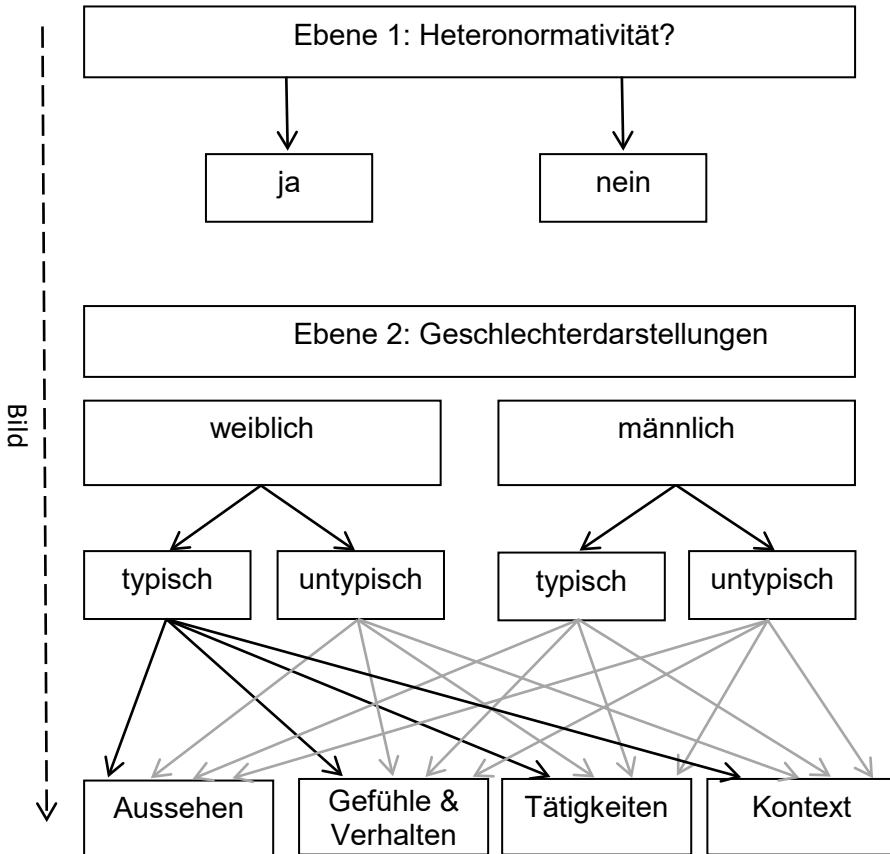 Ebene 1: Heteronormativität?
ja
nein
Bild
Ebene 2: Geschlechterdarstellungen
weiblich
männlich
typisch
untypisch
typisch
untypisch
Aussehen
Gefühle &
Verhalten
Tätigkeiten
Kontext